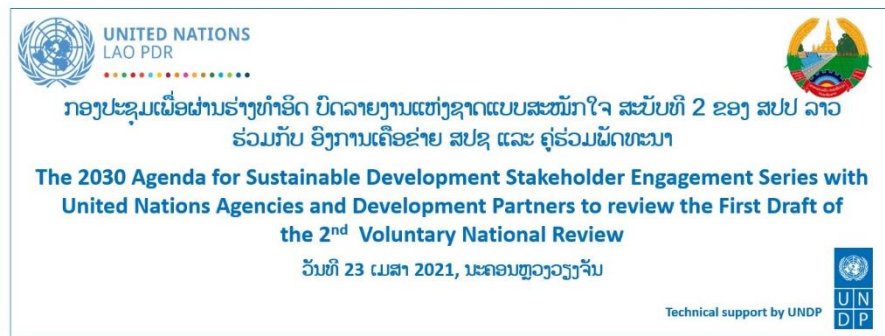 UNITED NATIONS
LAO PDR
ກອງປະຊຸມເພື່ອຜ່ານຮ່າງທຳອິດ ບົດລາຍງານແຫ່ງຊາດແບບສະໝັກໃຈ ສະບັບທີ 2 ຂອງ ສປປ ລາວ
ຮ່ວມກັບ ອົງການເຄືອຂ່າຍ ສປຊ ແລະ ຄູ່ຮ່ວມພັດທະນາ
The 2030 Agenda for Sustainable Development Stakeholder Engagement Series with
United Nations Agencies and Development Partners to review the First Draft of
the 2nd Voluntary National Review
ວັນທີ 23 ເມສາ 2021, ນະຄອນຫຼວງວຽງຈັນ
Technical support by UNDP
U N
D P